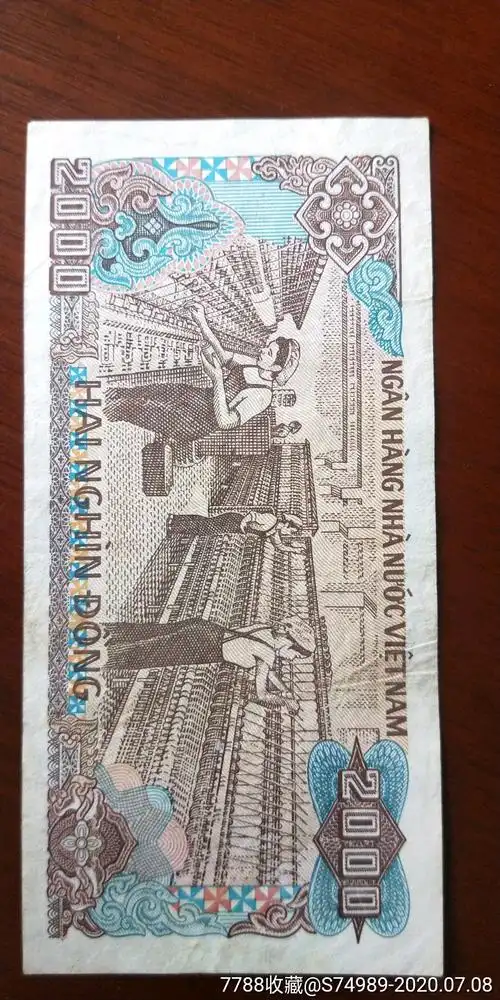 NGÂN HÀNG NHÀ NƯỚC VIỆT NAM
2000
2000
HAI NGHÌN ĐỒNG
7788收藏@S74989-2020.07.08